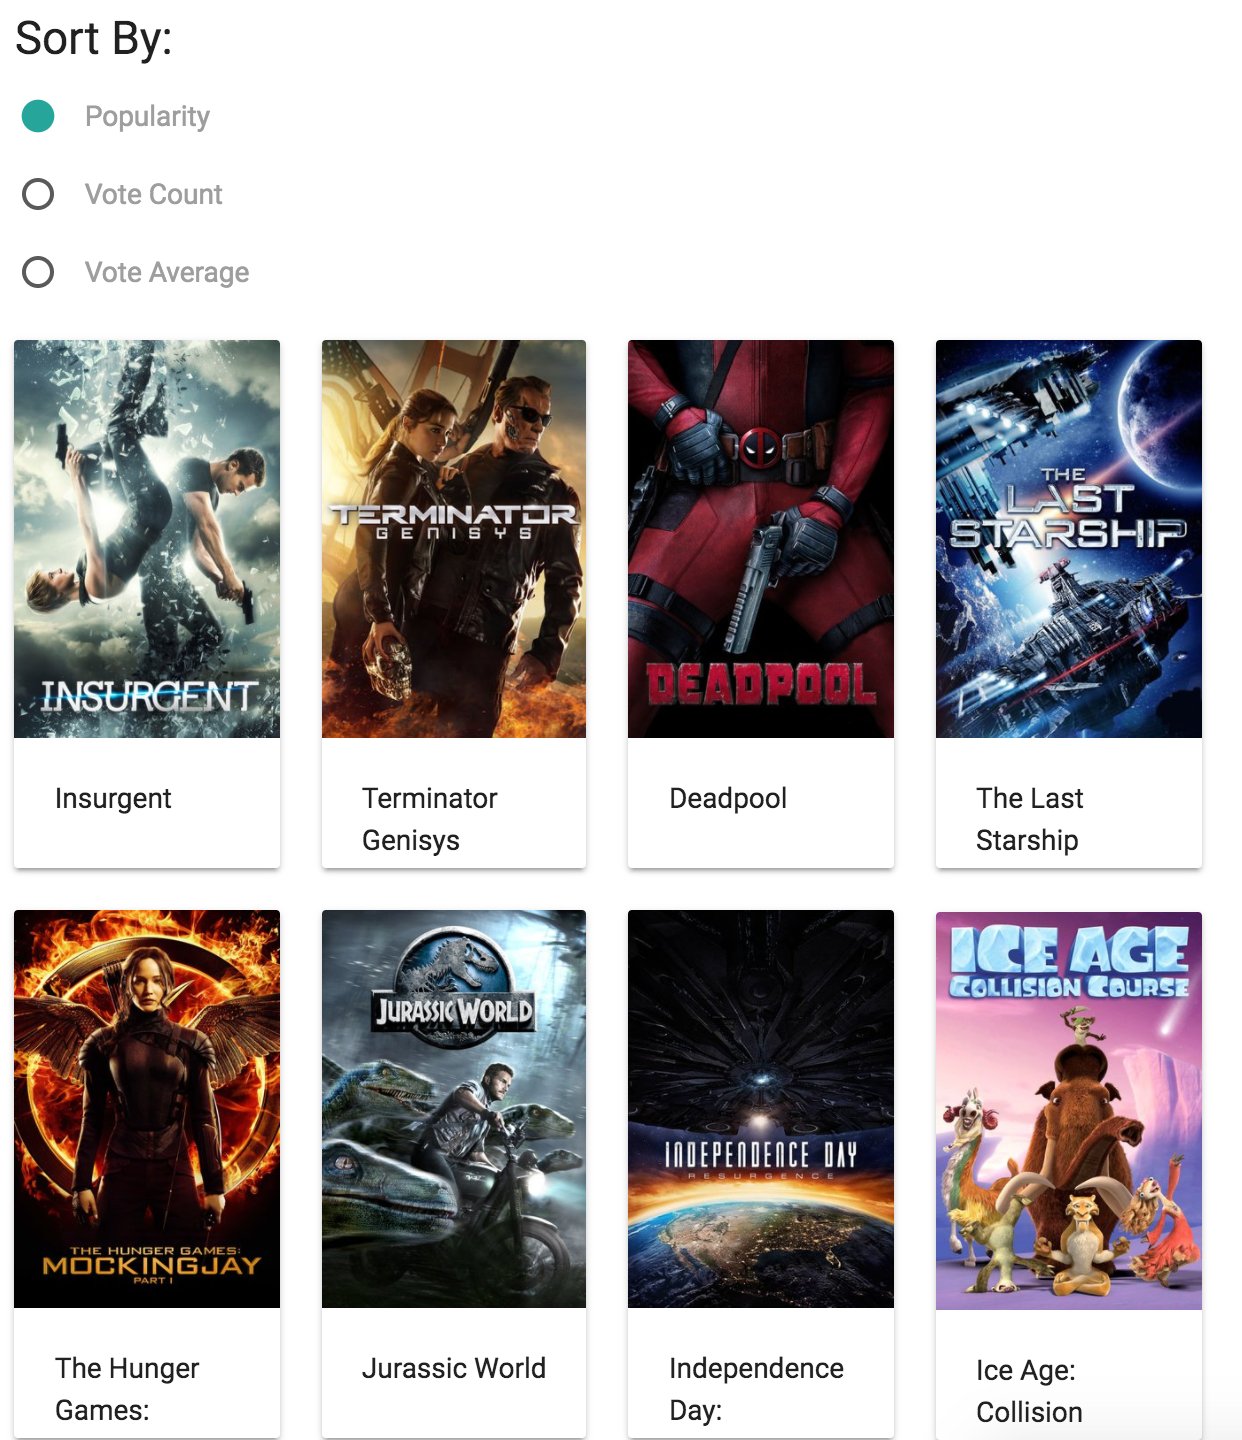 Sort By:
Popularity
Vote Count
Vote Average
INSURGENT
TERMINATOR
GENISYS
DEADPOOL
THE
LAST
STARSHIP
Insurgent
Terminator
Genisys
Deadpool
The Last
Starship
THE HUNGER GAMES:
MOCKINGJAY
PART 1
JURASSIC WORLD
INDEPENDENCE DAY
RESURGENCE
ICE AGE
COLLISION COURSE
The Hunger
Games:
Jurassic World
Independence
Day:
Ice Age:
Collision